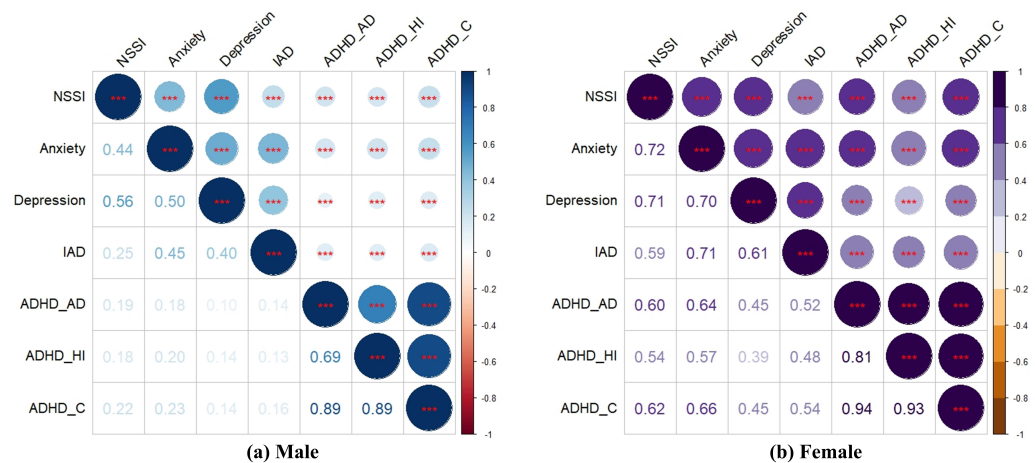 NSSI Anxiety Depression IAD ADHD_AD ADHD_HI ADHD_C
NSSI *** *** *** *** *** *** *** 1
0.8
Anxiety 0.44 *** *** *** *** *** *** 0.6
0.4
Depression 0.56 0.50 *** *** *** *** *** 0.2
IAD 0.25 0.45 0.40 *** *** *** *** 0
-0.2
ADHD_AD 0.19 0.18 0.10 0.14 *** *** *** -0.4
ADHD_HI 0.18 0.20 0.14 0.13 0.69 *** *** -0.6
-0.8
ADHD_C 0.22 0.23 0.14 0.16 0.89 0.89 *** -1
(a) Male
NSSI Anxiety Depression IAD ADHD_AD ADHD_HI ADHD_C
NSSI *** *** *** *** *** *** *** 1
0.8
Anxiety 0.72 *** *** *** *** *** *** 0.6
0.4
Depression 0.71 0.70 *** *** *** *** *** 0.2
IAD 0.59 0.71 0.61 *** *** *** *** 0
-0.2
ADHD_AD 0.60 0.64 0.45 0.52 *** *** *** -0.4
ADHD_HI 0.54 0.57 0.39 0.48 0.81 *** *** -0.6
-0.8
ADHD_C 0.62 0.66 0.45 0.54 0.94 0.93 *** -1
(b) Female